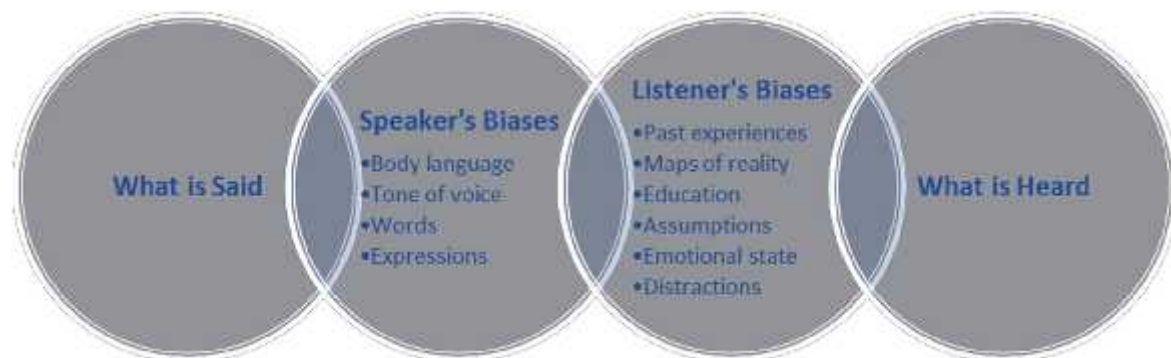 What is Said
Speaker's Biases
•Body language
•Tone of voice
•Words
•Expressions
Listener's Biases
•Past experiences
•Maps of reality
•Education
•Assumptions
•Emotional state
•Distractions
What is Heard